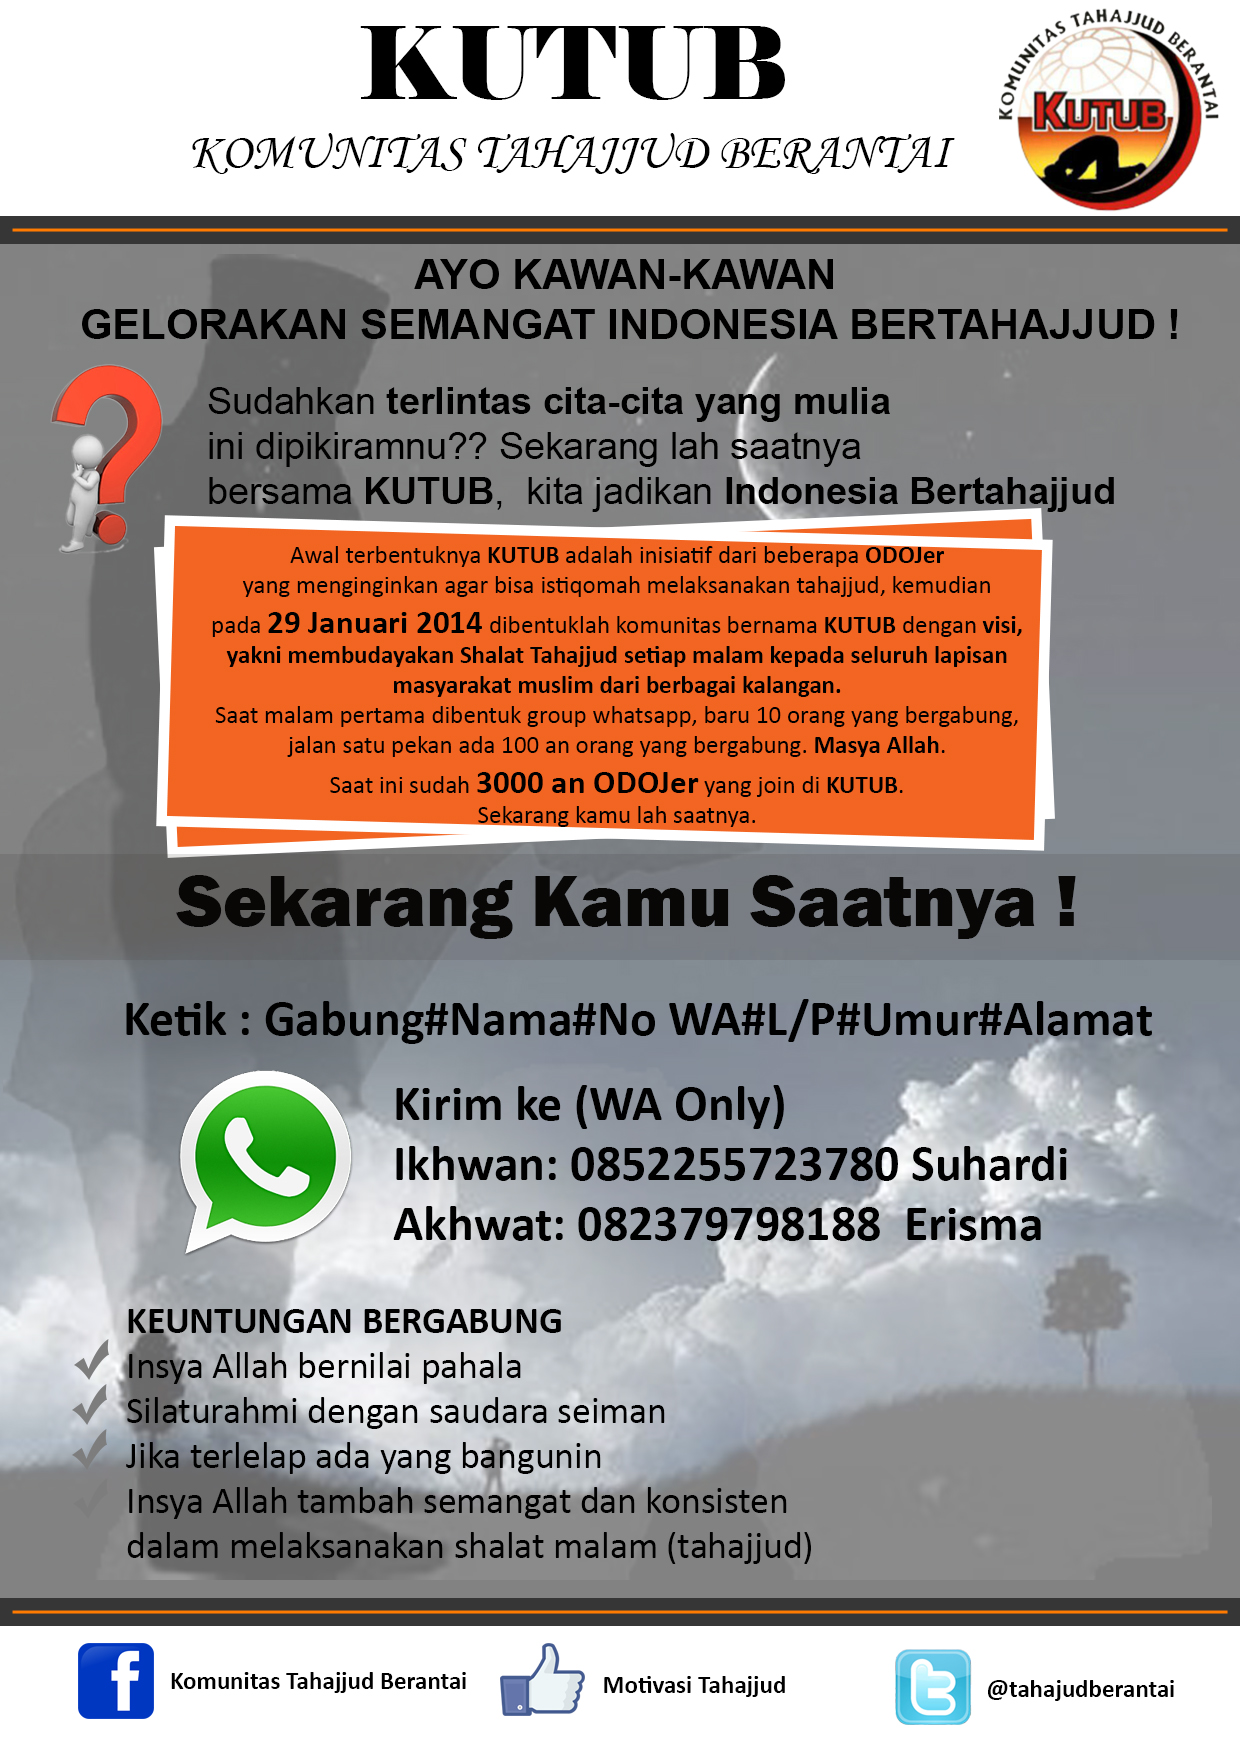 KUTUB
KOMUNITAS TAHAJJUD BERANTAI
KOMUNITAS TAHAJJUD BERANTAI
KUTUB
AYO KAWAN-KAWAN
GELORAKAN SEMANGAT INDONESIA BERTAHAJJUD !
Sudahkan terlintas cita-cita yang mulia
ini dipikiramnu?? Sekarang lah saatnya
bersama KUTUB, kita jadikan Indonesia Bertahajjud
Awal terbentuknya KUTUB adalah inisiatif dari beberapa ODOJer
yang menginginkan agar bisa istiqomah melaksanakan tahajjud, kemudian
pada 29 Januari 2014 dibentuklah komunitas bernama KUTUB dengan visi,
yakni membudayakan Shalat Tahajjud setiap malam kepada seluruh lapisan
masyarakat muslim dari berbagai kalangan.
Saat malam pertama dibentuk group whatsapp, baru 10 orang yang bergabung,
jalan satu pekan ada 100 an orang yang bergabung. Masya Allah.
Saat ini sudah 3000 an ODOJer yang join di KUTUB.
Sekarang kamu lah saatnya.
Sekarang Kamu Saatnya !
Ketik : Gabung#Nama#No WA#L/P#Umur#Alamat
Kirim ke (WA Only)
Ikhwan: 0852255723780 Suhardi
Akhwat: 082379798188 Erisma
KEUNTUNGAN BERGABUNG
Insya Allah bernilai pahala
Silaturahmi dengan saudara seiman
Jika terlelap ada yang bangunin
Insya Allah tambah semangat dan konsisten
dalam melaksanakan shalat malam (tahajjud)
Komunitas Tahajjud Berantai
Motivasi Tahajjud
@tahajudberantai